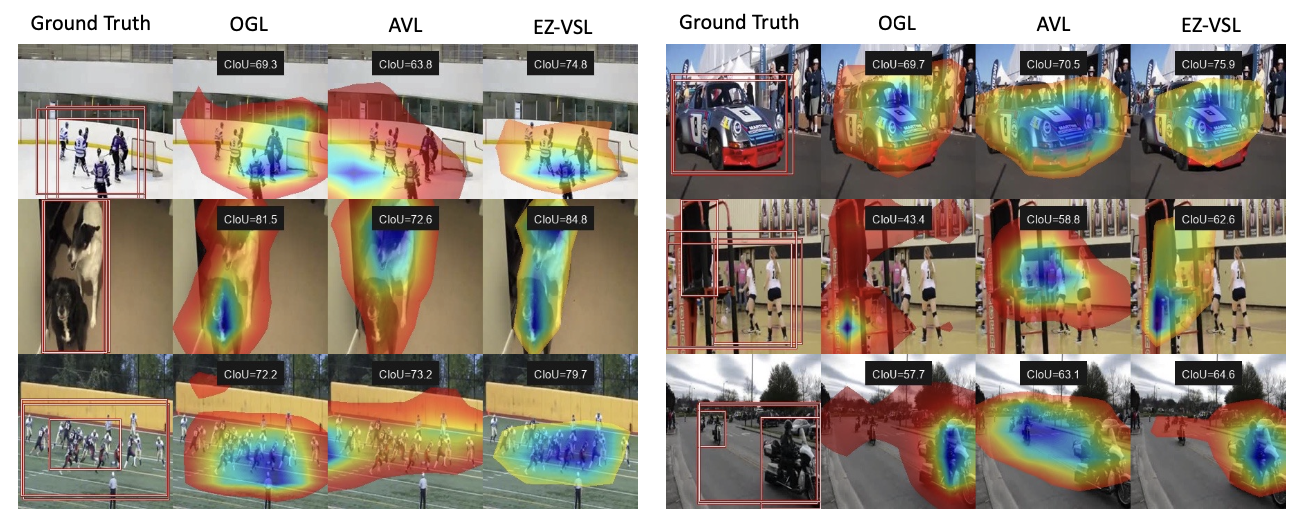 Ground Truth OGL AVL EZ-VSL Ground Truth OGL AVL EZ-VSL
CIoU=69.3 CIoU=63.8 CIoU=74.8 CIoU=69.7 CIoU=70.5 CIoU=75.9
CIoU=81.5 CIoU=72.6 CIoU=84.8 CIoU=43.4 CIoU=58.8 CIoU=62.6
CIoU=72.2 CIoU=73.2 CIoU=79.7 CIoU=57.7 CIoU=63.1 CIoU=64.6